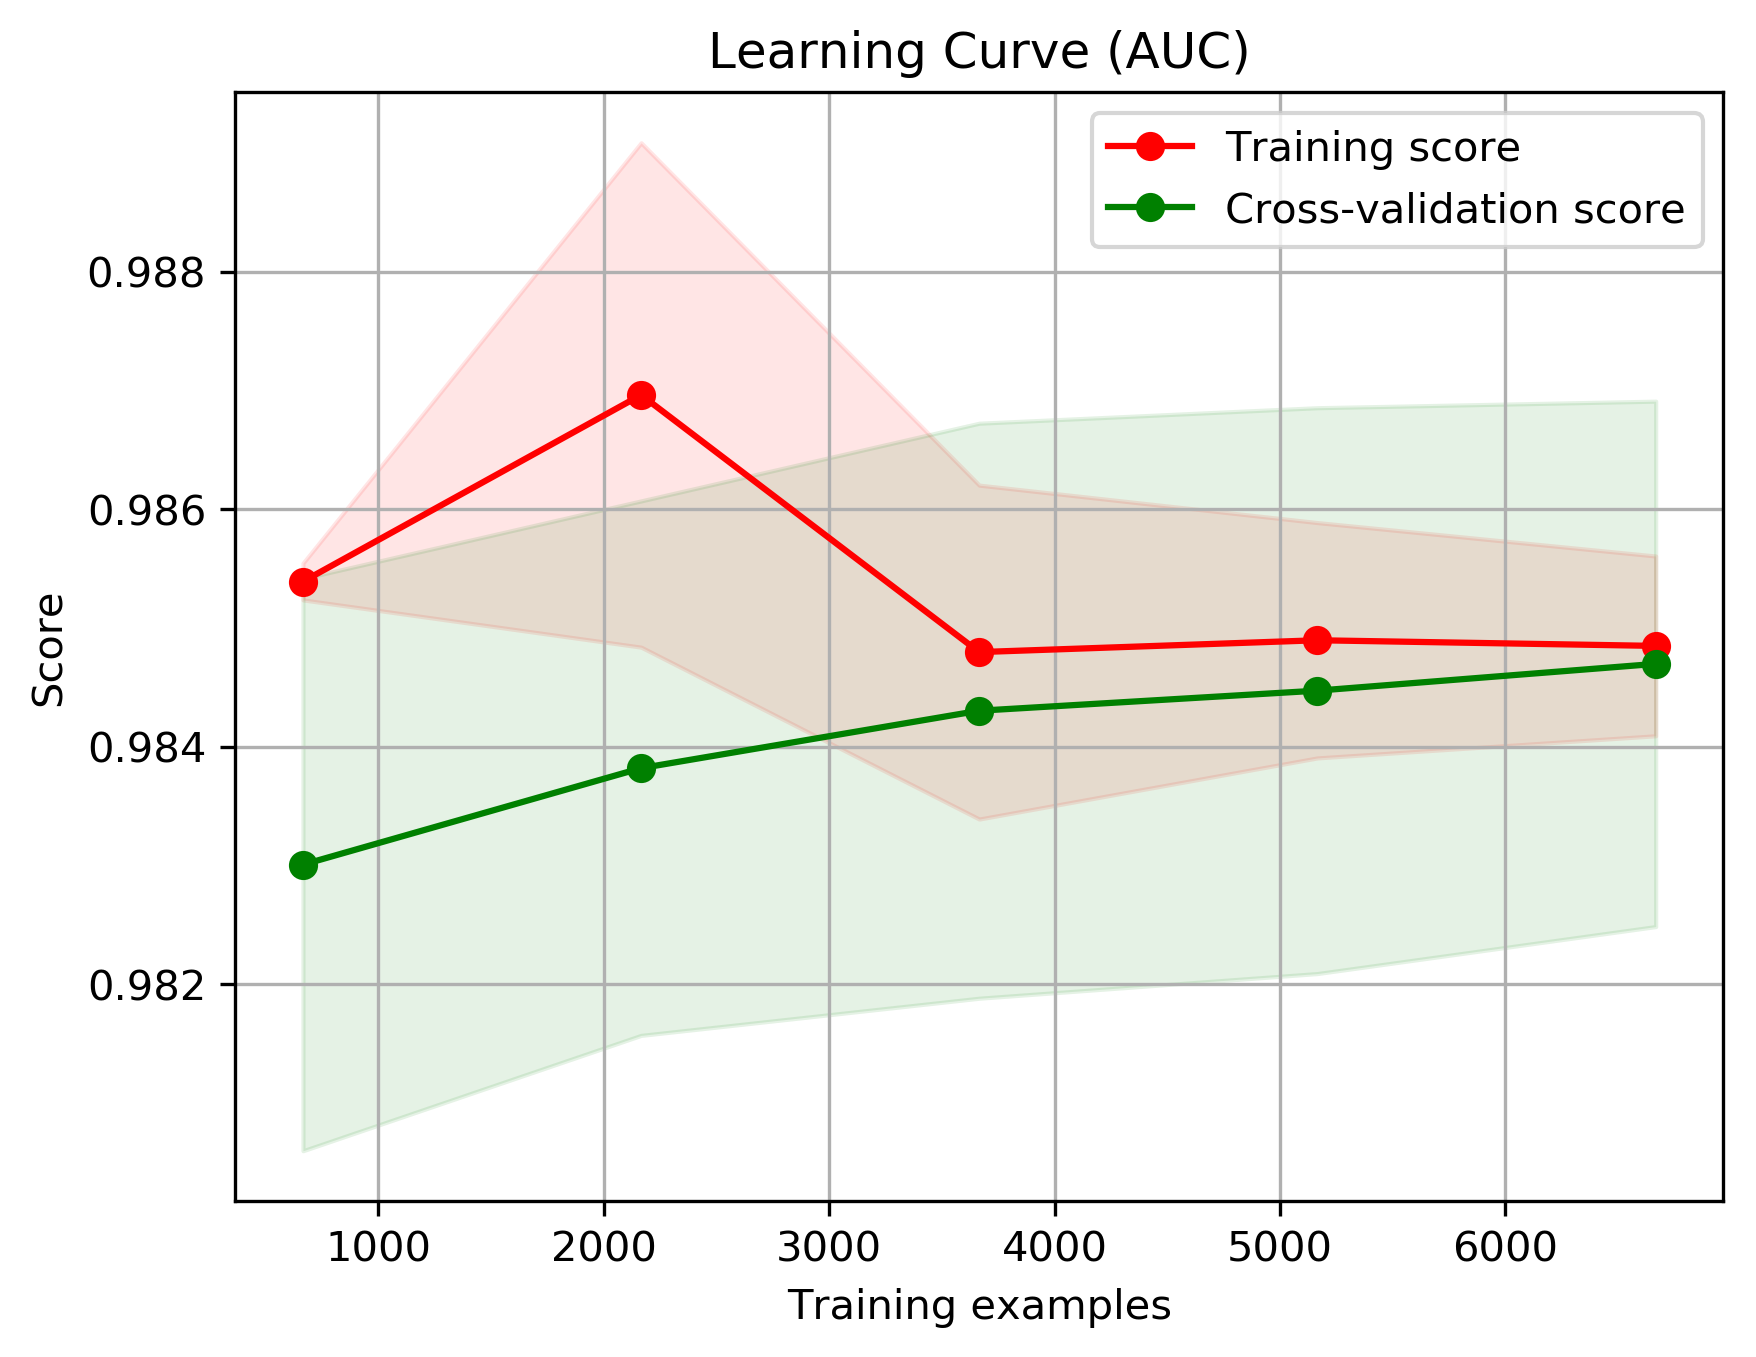 Learning Curve (AUC)
Training score
Cross-validation score
0.988
0.986
0.984
0.982
Score
1000 2000 3000 4000 5000 6000
Training examples